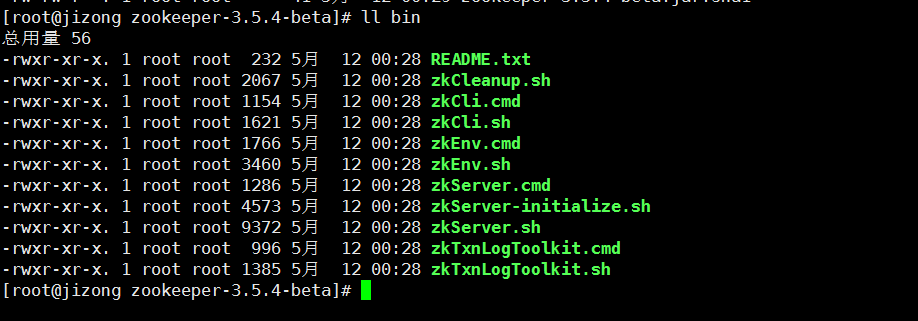 [root@jizong zookeeper-3.5.4-beta]# ll bin
总用量 56
-rwxr-xr-x. 1 root root  232 5月  12 00:28 README.txt
-rwxr-xr-x. 1 root root 2067 5月  12 00:28 zkCleanup.sh
-rwxr-xr-x. 1 root root 1154 5月  12 00:28 zkCli.cmd
-rwxr-xr-x. 1 root root 1621 5月  12 00:28 zkCli.sh
-rwxr-xr-x. 1 root root 1766 5月  12 00:28 zkEnv.cmd
-rwxr-xr-x. 1 root root 3460 5月  12 00:28 zkEnv.sh
-rwxr-xr-x. 1 root root 1286 5月  12 00:28 zkServer.cmd
-rwxr-xr-x. 1 root root 4573 5月  12 00:28 zkServer-initialize.sh
-rwxr-xr-x. 1 root root 9372 5月  12 00:28 zkServer.sh
-rwxr-xr-x. 1 root root  996 5月  12 00:28 zkTxnLogToolkit.cmd
-rwxr-xr-x. 1 root root 1385 5月  12 00:28 zkTxnLogToolkit.sh
[root@jizong zookeeper-3.5.4-beta]#